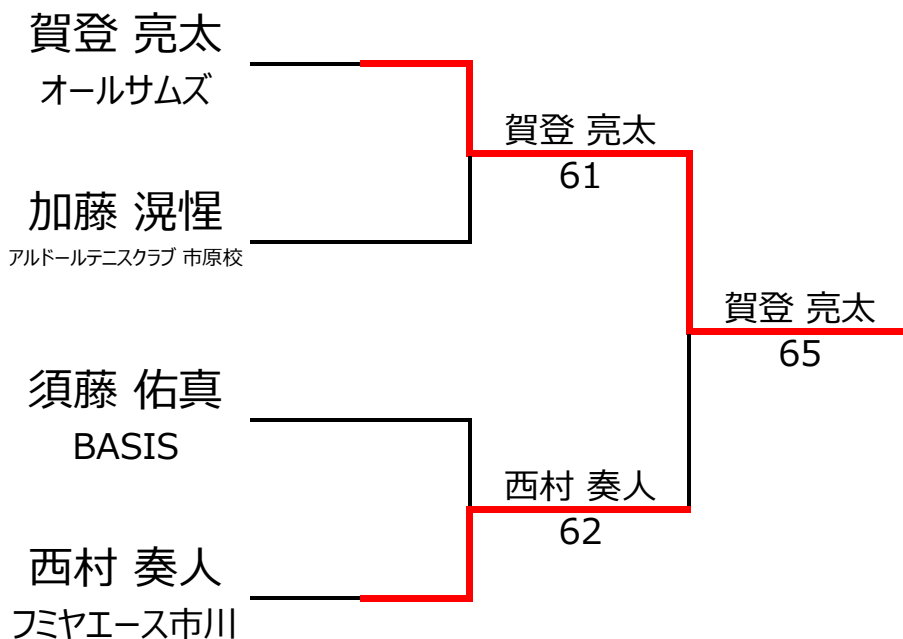 賀登 亮太
オールサムズ
賀登 亮太
61
加藤 滉惺
アルドールテニスクラブ 市原校
賀登 亮太
65
須藤 佑真
BASIS
西村 奏人
62
西村 奏人
フミヤエース市川